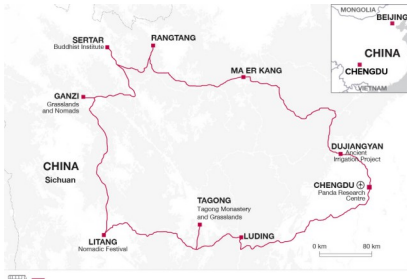 MONGOLIA
BEIJING
CHINA
CHENGDU
VIETNAM
SERTAR
Buddhist Institute
RANGTANG
MA ER KANG
GANZI
Grasslands
and Nomads
DUJIANGYAN
Ancient
Irrigation Project
CHINA
Sichuan
CHENGDU
Panda Research
Centre
TAGONG
Tagong Monastery
and Grasslands
LITANG
Nomadic Festival
LUDING
0 km
80 km